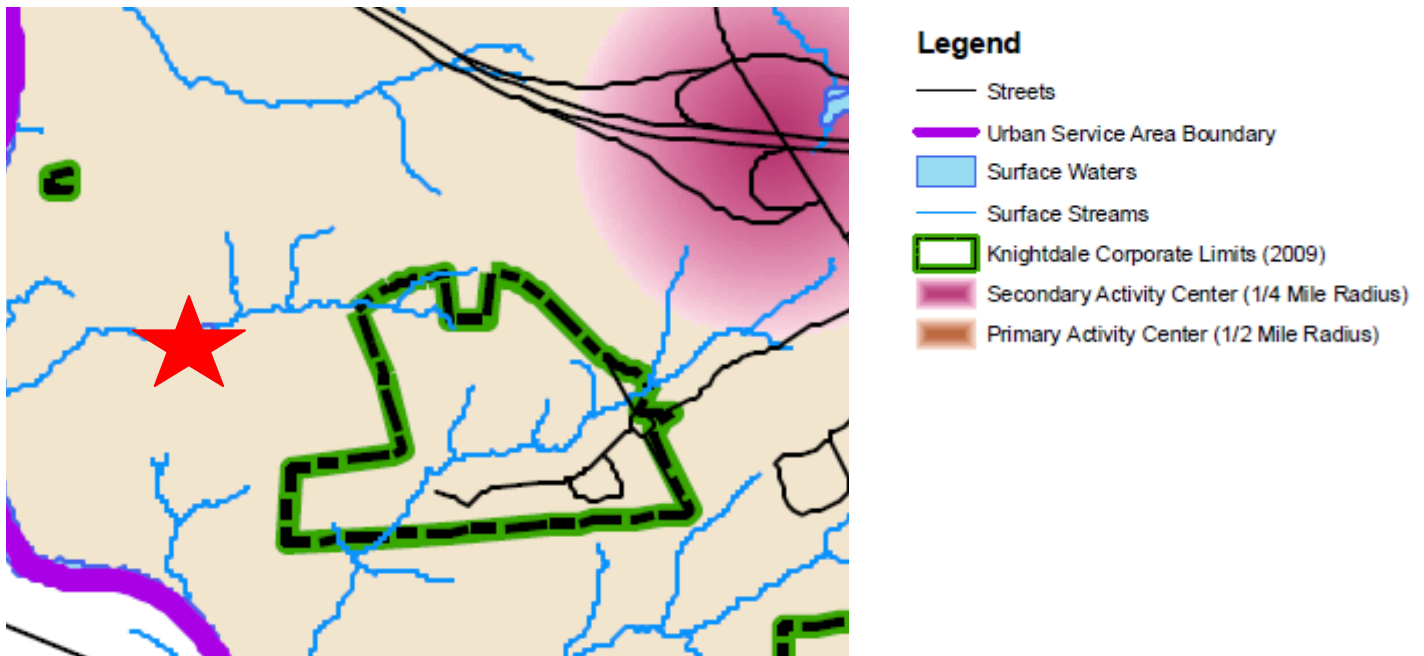 Legend
Streets
Urban Service Area Boundary
Surface Waters
Surface Streams
Knightdale Corporate Limits (2009)
Secondary Activity Center (1/4 Mile Radius)
Primary Activity Center (1/2 Mile Radius)